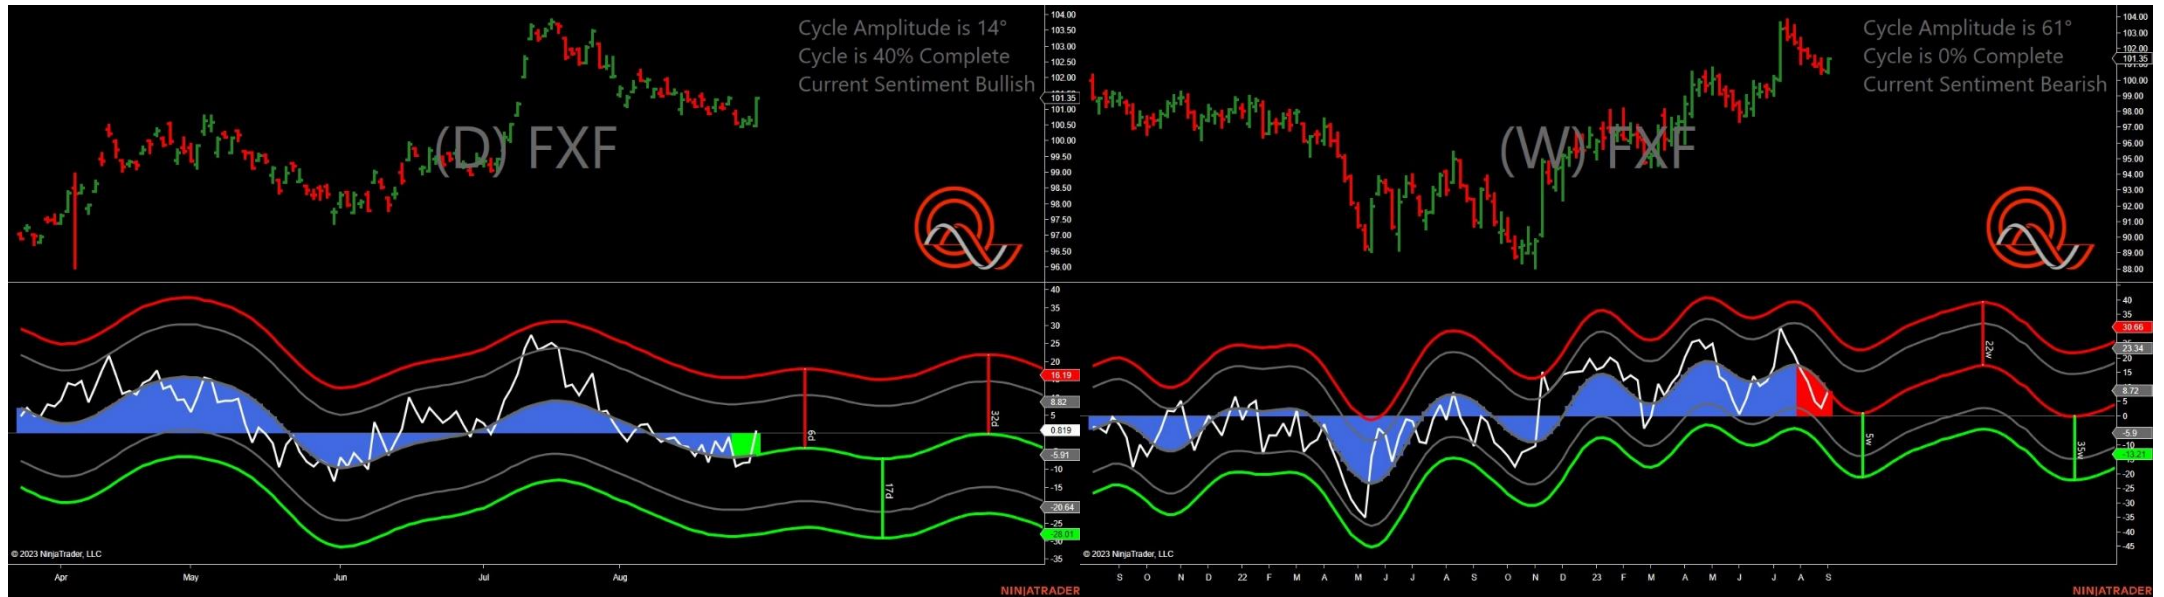 Cycle Amplitude is 14°
Cycle is 40% Complete
Current Sentiment Bullish
(D) FXF
104.00
103.50
103.00
102.50
102.00
101.35
101.00
100.50
100.00
99.50
99.00
98.50
98.00
97.50
97.00
96.50
96.00
40
35
30
25
20
16.19
8.82
5
0.819
-5.91
-10
-15
-20.64
-25
-28.01
-30
-35
6d
17d
32d
© 2023 NinjaTrader, LLC
Apr
May
Jun
Jul
Aug
NINJATRADER
Cycle Amplitude is 61°
Cycle is 0% Complete
Current Sentiment Bearish
(W) FXF
104.00
103.00
102.00
101.35
100.00
99.00
98.00
97.00
96.00
95.00
94.00
93.00
92.00
91.00
90.00
89.00
88.00
40
35
30.66
23.34
20
15
8.72
5
0
-5.9
-10
-13.21
-20
-25
-30
-35
-40
-45
5w
22w
35w
© 2023 NinjaTrader, LLC
S O N D 22 F M A M J J A S O N D 23 F M A M J J A S
NINJATRADER